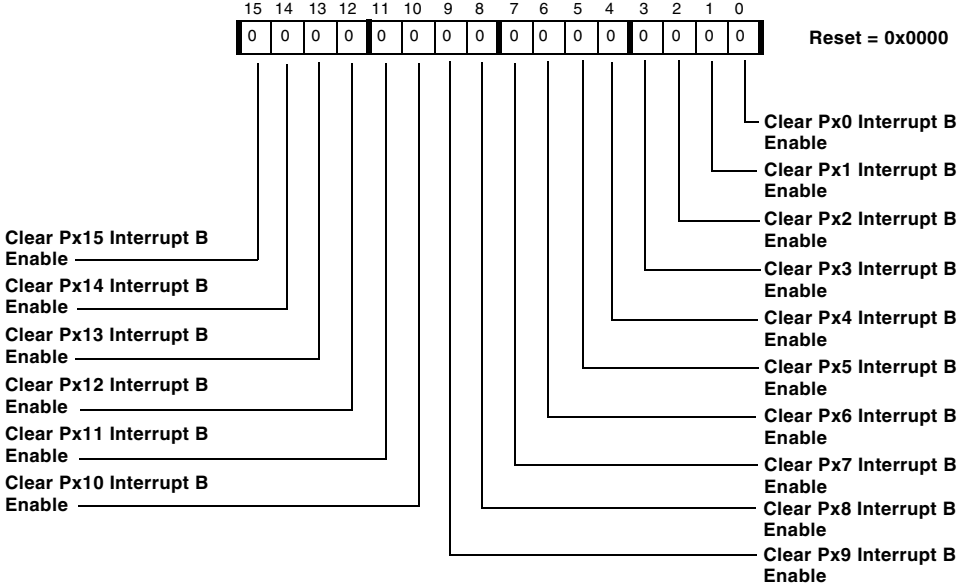 15 14 13 12 11 10 9 8 7 6 5 4 3 2 1 0
0 0 0 0 0 0 0 0 0 0 0 0 0 0 0 0
Reset = 0x0000
Clear Px0 Interrupt B
Enable
Clear Px1 Interrupt B
Enable
Clear Px2 Interrupt B
Enable
Clear Px3 Interrupt B
Enable
Clear Px4 Interrupt B
Enable
Clear Px5 Interrupt B
Enable
Clear Px6 Interrupt B
Enable
Clear Px7 Interrupt B
Enable
Clear Px8 Interrupt B
Enable
Clear Px9 Interrupt B
Enable
Clear Px15 Interrupt B
Enable
Clear Px14 Interrupt B
Enable
Clear Px13 Interrupt B
Enable
Clear Px12 Interrupt B
Enable
Clear Px11 Interrupt B
Enable
Clear Px10 Interrupt B
Enable